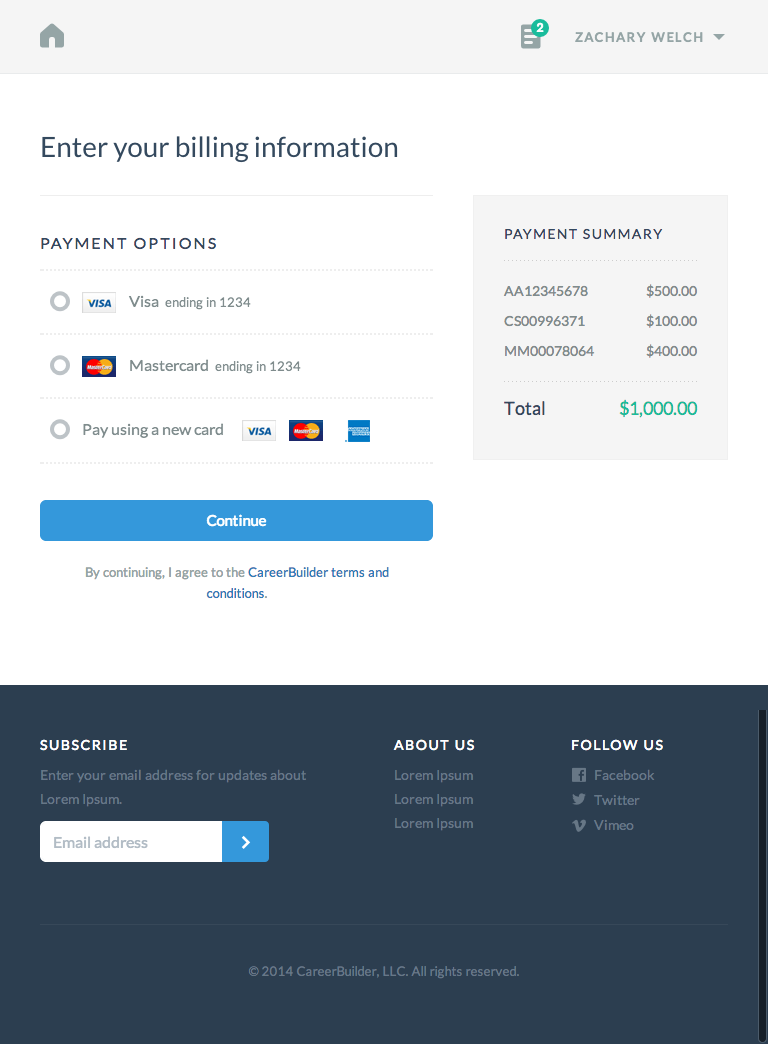 2
ZACHARY WELCH
Enter your billing information
PAYMENT OPTIONS
VISA Visa ending in 1234
MasterCard Mastercard ending in 1234
Pay using a new card VISA MasterCard
Continue
By continuing, I agree to the CareerBuilder terms and
conditions.
PAYMENT SUMMARY
AA12345678 $500.00
CS00996371 $100.00
MM00078064 $400.00
Total $1,000.00
SUBSCRIBE
Enter your email address for updates about
Lorem Ipsum.
Email address
ABOUT US
Lorem Ipsum
Lorem Ipsum
Lorem Ipsum
FOLLOW US
Facebook
Twitter
Vimeo
© 2014 CareerBuilder, LLC. All rights reserved.